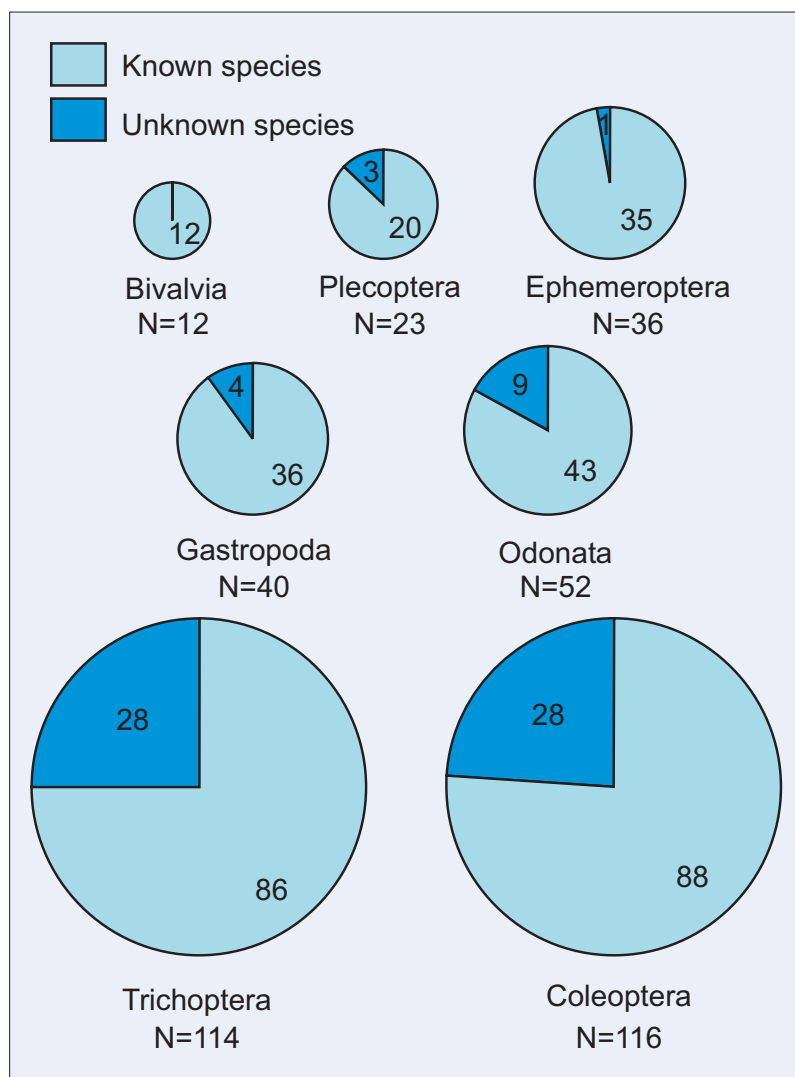 Known species
Unknown species
12
Bivalvia
N=12
3
20
Plecoptera
N=23
1
35
Ephemeroptera
N=36
4
36
Gastropoda
N=40
9
43
Odonata
N=52
28
86
Trichoptera
N=114
28
88
Coleoptera
N=116